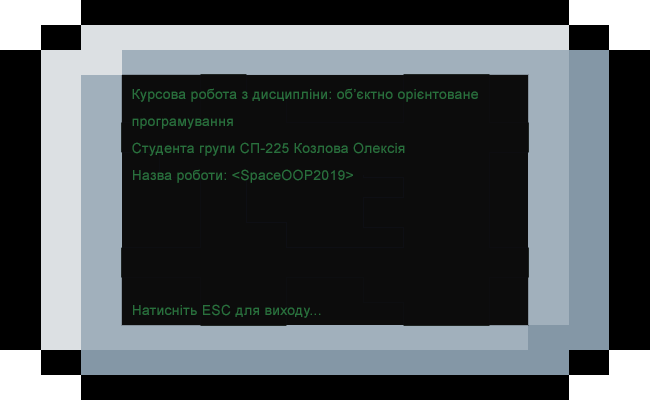 Курсова робота з дисципліни: об'єктно орієнтоване
програмування
Студента групи СП-225 Козлова Олексія
Назва роботи: <SpaceOOP2019>
Натисніть ESC для виходу...